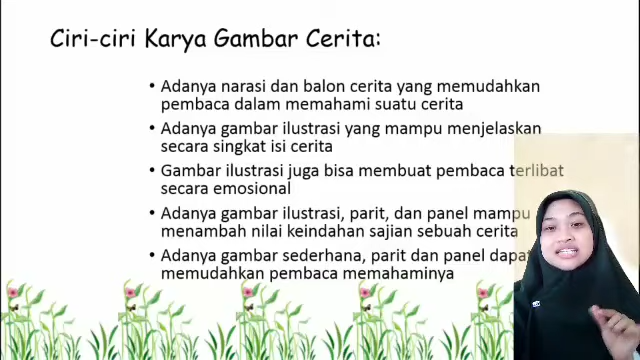 Ciri-ciri Karya Gambar Cerita:
• Adanya narasi dan balon cerita yang memudahkan
pembaca dalam memahami suatu cerita
• Adanya gambar ilustrasi yang mampu menjelaskan
secara singkat isi cerita
• Gambar ilustrasi juga bisa membuat pembaca terlibat
secara emosional
• Adanya gambar ilustrasi, parit, dan panel mampu
menambah nilai keindahan sajian sebuah cerita
• Adanya gambar sederhana, parit dan panel dapat
memudahkan pembaca memahaminya